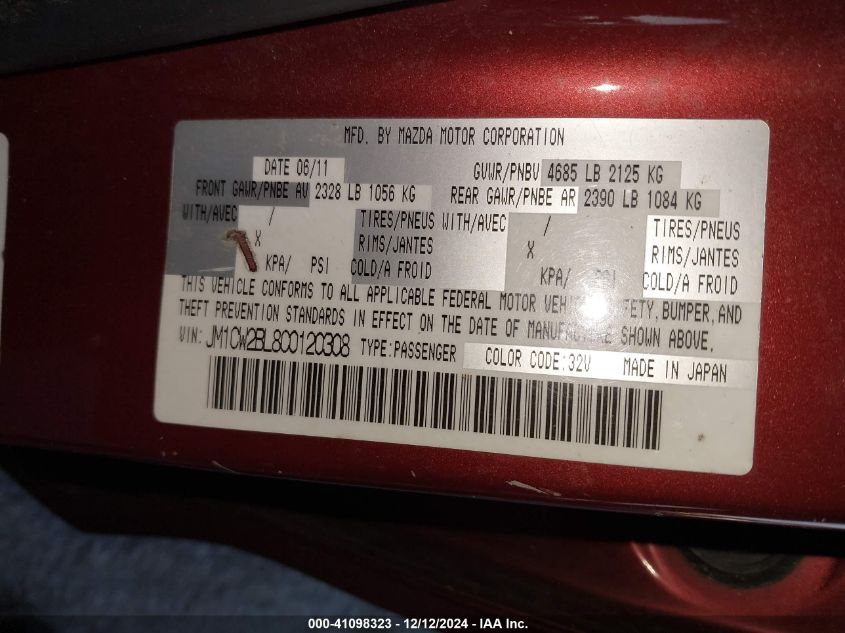 MFD. BY MAZDA MOTOR CORPORATION
DATE 06/11 GVWR/PNBV 4685 LB 2125 KG
FRONT GAWR/PNBE AV 2328 LB 1056 KG REAR GAWR/PNBE AR 2390 LB 1084 KG
WITH/AVEC / TIRES/PNEUS WITH/AVEC / TIRES/PNEUS
X RIMS/JANTES X RIMS/JANTES
KPA/ PSI COLD/A FROID KPA/ PSI COLD/A FROID
THIS VEHICLE CONFORMS TO ALL APPLICABLE FEDERAL MOTOR VEHICLE SAFETY, BUMPER, AND
THEFT PREVENTION STANDARDS IN EFFECT ON THE DATE OF MANUFACTURE SHOWN ABOVE.
VIN: JM1CW2BL8C0120308 TYPE:PASSENGER COLOR CODE:32V MADE IN JAPAN
000-41098323 - 12/12/2024 - IAA Inc.